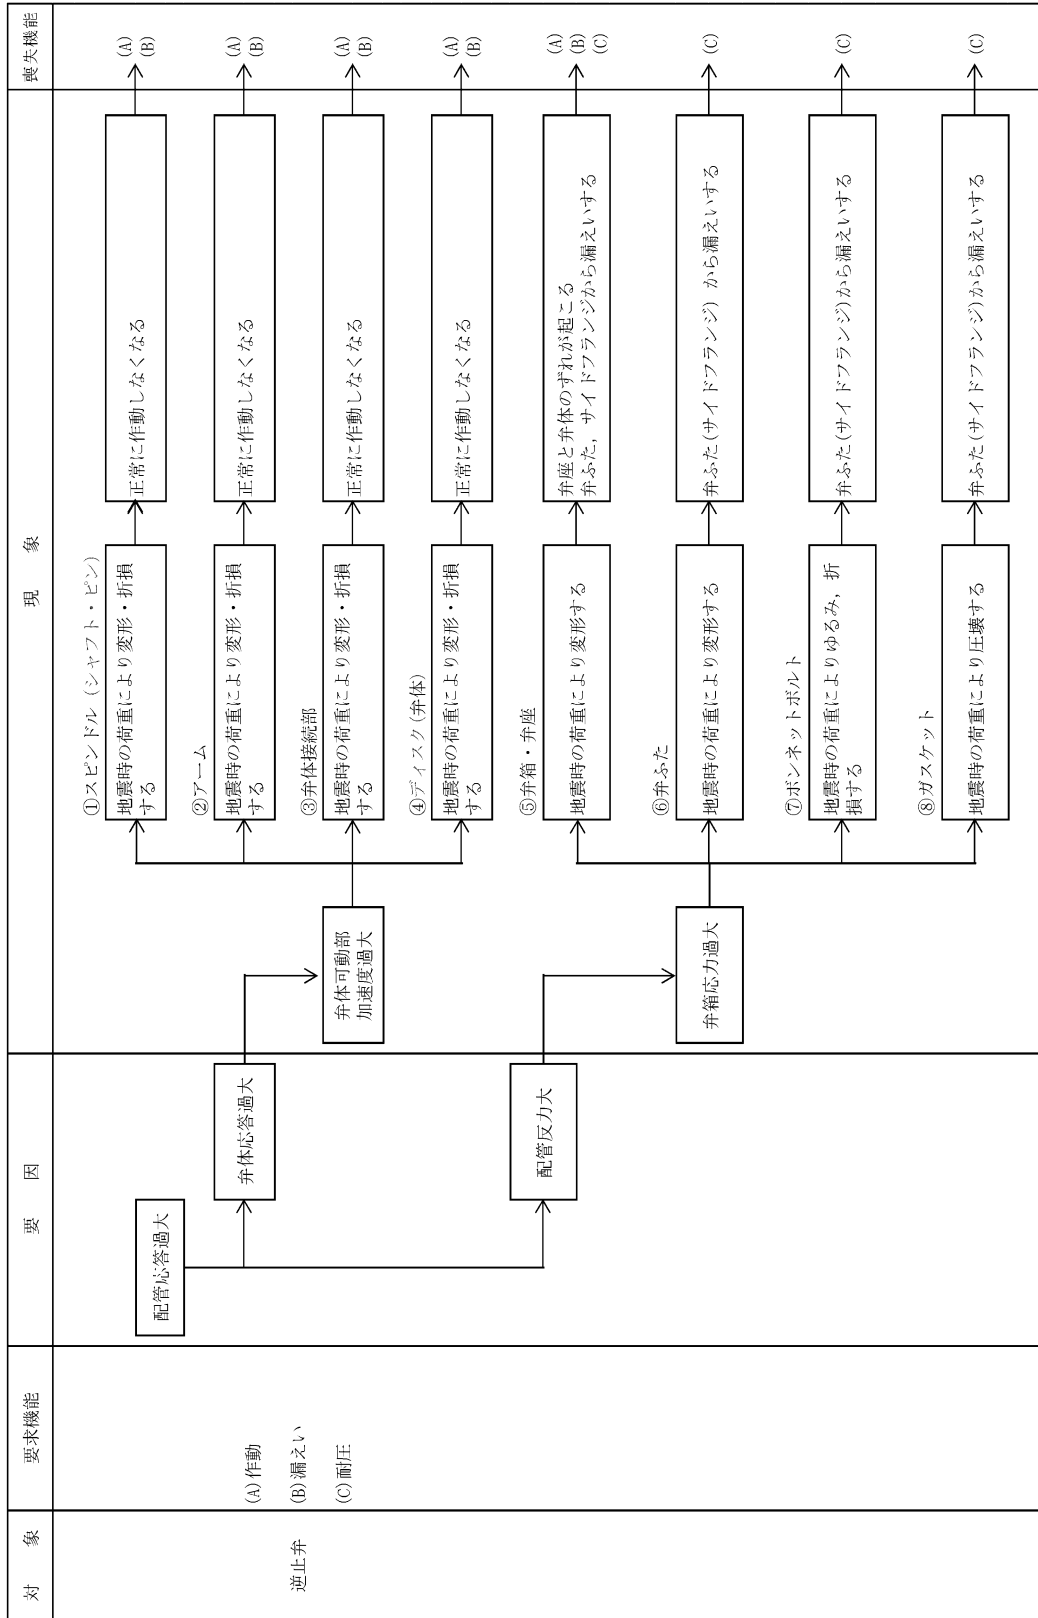 対象
要求機能
要因
現象
喪失機能
逆止弁
(A)作動
(B)漏えい
(C)耐圧
配管応答過大
弁体応答過大
配管反力大
弁体可動部
加速度過大
弁箱応力過大
①スピンドル（シャフト・ピン）
地震時の荷重により変形・折損
する
正常に作動しなくなる
(A)
(B)
②アーム
地震時の荷重により変形・折損
する
正常に作動しなくなる
(A)
(B)
③弁体接続部
地震時の荷重により変形・折損
する
正常に作動しなくなる
(A)
(B)
④ディスク(弁体)
地震時の荷重により変形・折損
する
正常に作動しなくなる
(A)
(B)
⑤弁箱・弁座
地震時の荷重により変形する
弁座と弁体のずれが起こる
弁ふた，サイドフランジから漏えいする
(A)
(B)
(C)
⑥弁ふた
地震時の荷重により変形する
弁ふた(サイドフランジ) から漏えいする
(C)
⑦ボンネットボルト
地震時の荷重によりゆるみ，折
損する
弁ふた(サイドフランジ)から漏えいする
(C)
⑧ガスケット
地震時の荷重により圧壊する
弁ふた(サイドフランジ)から漏えいする
(C)